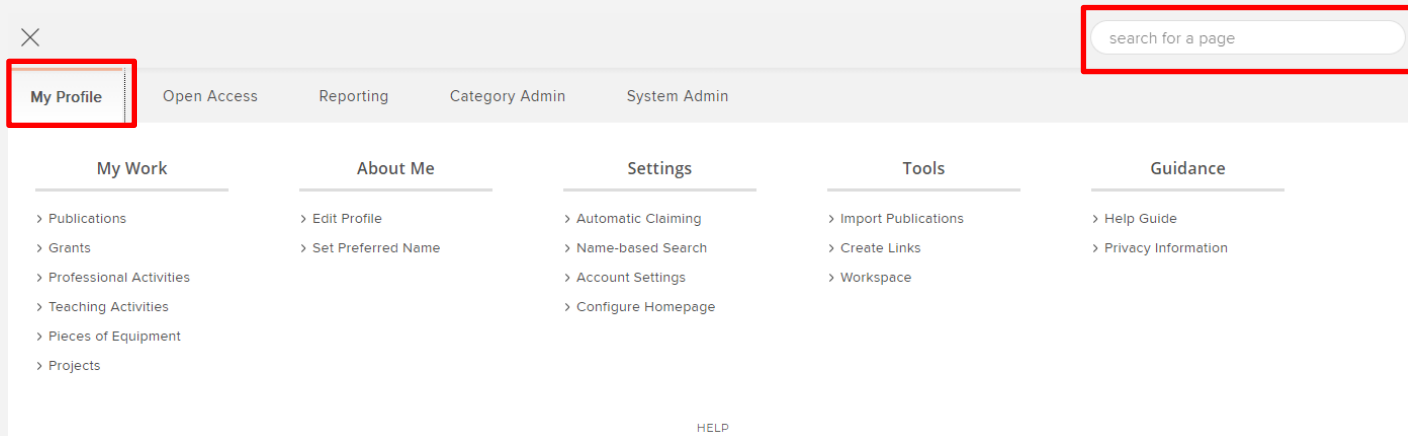 search for a page
My Profile Open Access Reporting Category Admin System Admin
My Work About Me Settings Tools Guidance
> Publications > Edit Profile > Automatic Claiming > Import Publications > Help Guide
> Grants > Set Preferred Name > Name-based Search > Create Links > Privacy Information
> Professional Activities > Account Settings > Workspace
> Teaching Activities > Configure Homepage
> Pieces of Equipment
> Projects
HELP